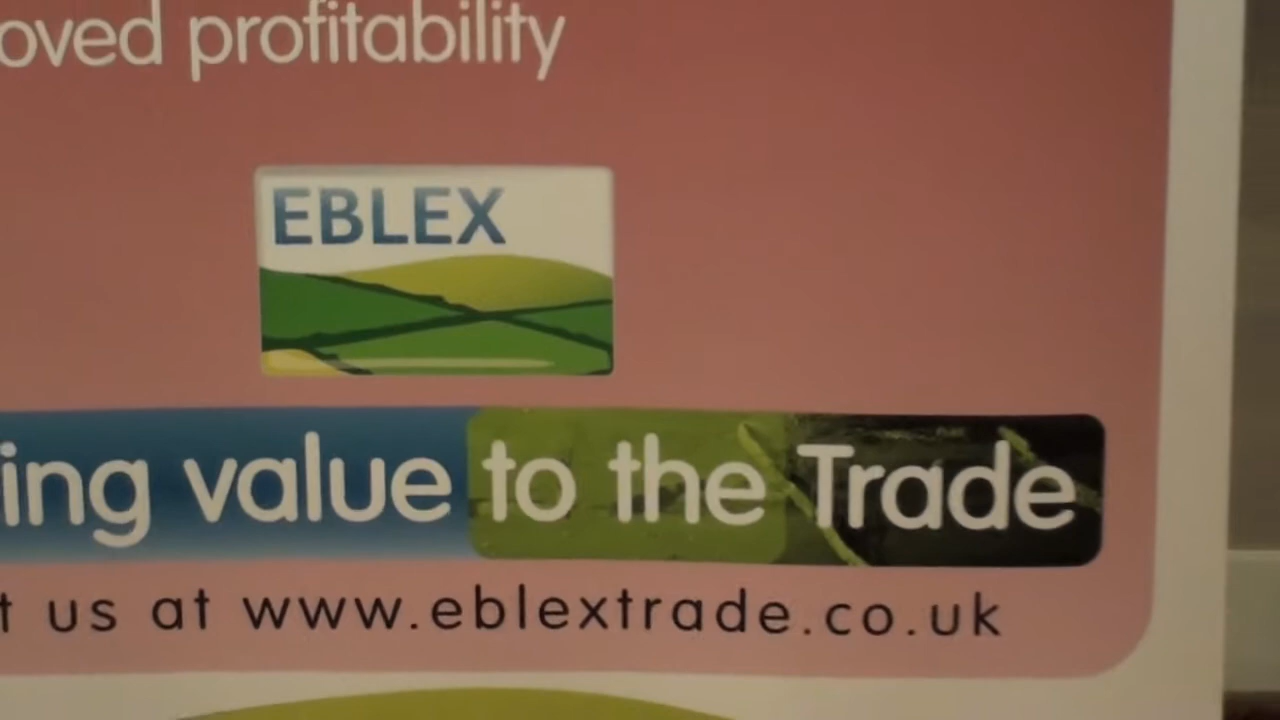 oved profitability
EBLEX
ing value to the Trade
t us at www.eblextrade.co.uk